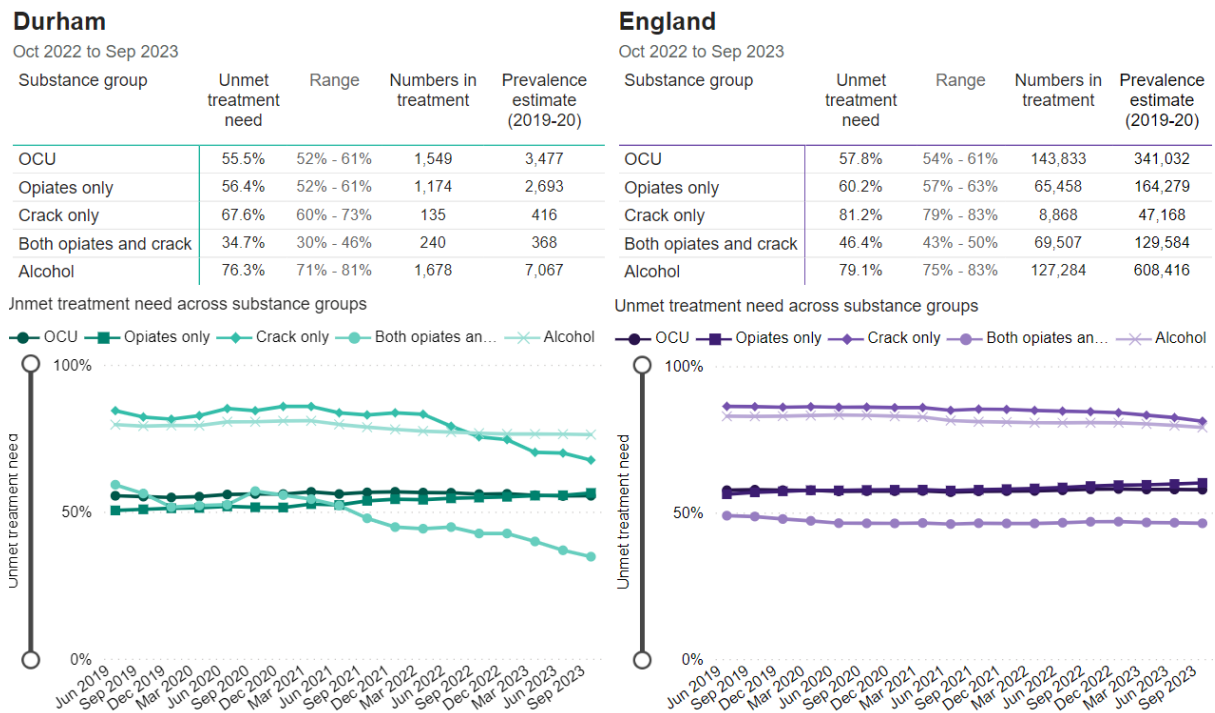 Durham
Oct 2022 to Sep 2023
Substance group Unmet treatment need Range Numbers in treatment Prevalence estimate (2019-20)
OCU 55.5% 52% - 61% 1,549 3,477
Opiates only 56.4% 52% - 61% 1,174 2,693
Crack only 67.6% 60% - 73% 135 416
Both opiates and crack 34.7% 30% - 46% 240 368
Alcohol 76.3% 71% - 81% 1,678 7,067
Unmet treatment need across substance groups
OCU Opiates only Crack only Both opiates an... Alcohol
100%
50%
0%
Unmet treatment need
Jun 2019 Sep 2019 Dec 2019 Mar 2020 Jun 2020 Sep 2020 Dec 2020 Mar 2021 Jun 2021 Sep 2021 Dec 2021 Mar 2022 Jun 2022 Sep 2022 Dec 2022 Mar 2023 Jun 2023 Sep 2023
England
Oct 2022 to Sep 2023
Substance group Unmet treatment need Range Numbers in treatment Prevalence estimate (2019-20)
OCU 57.8% 54% - 61% 143,833 341,032
Opiates only 60.2% 57% - 63% 65,458 164,279
Crack only 81.2% 79% - 83% 8,868 47,168
Both opiates and crack 46.4% 43% - 50% 69,507 129,584
Alcohol 79.1% 75% - 83% 127,284 608,416
Unmet treatment need across substance groups
OCU Opiates only Crack only Both opiates an... Alcohol
100%
50%
0%
Unmet treatment need
Jun 2019 Sep 2019 Dec 2019 Mar 2020 Jun 2020 Sep 2020 Dec 2020 Mar 2021 Jun 2021 Sep 2021 Dec 2021 Mar 2022 Jun 2022 Sep 2022 Dec 2022 Mar 2023 Jun 2023 Sep 2023